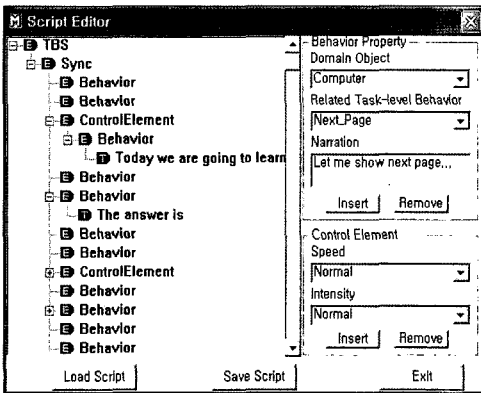 Script Editor
TBS
Sync
Behavior
Behavior
ControlElement
Behavior
Today we are going to learn
Behavior
Behavior
The answer is
Behavior
Behavior
ControlElement
Behavior
Behavior
Behavior
Behavior
Behavior Property
Domain Object
Computer
Related Task-level Behavior
Next_Page
Narration
Let me show next page...
Insert Remove
Control Element
Speed
Normal
Intensity
Normal
Insert Remove
Load Script Save Script Exit